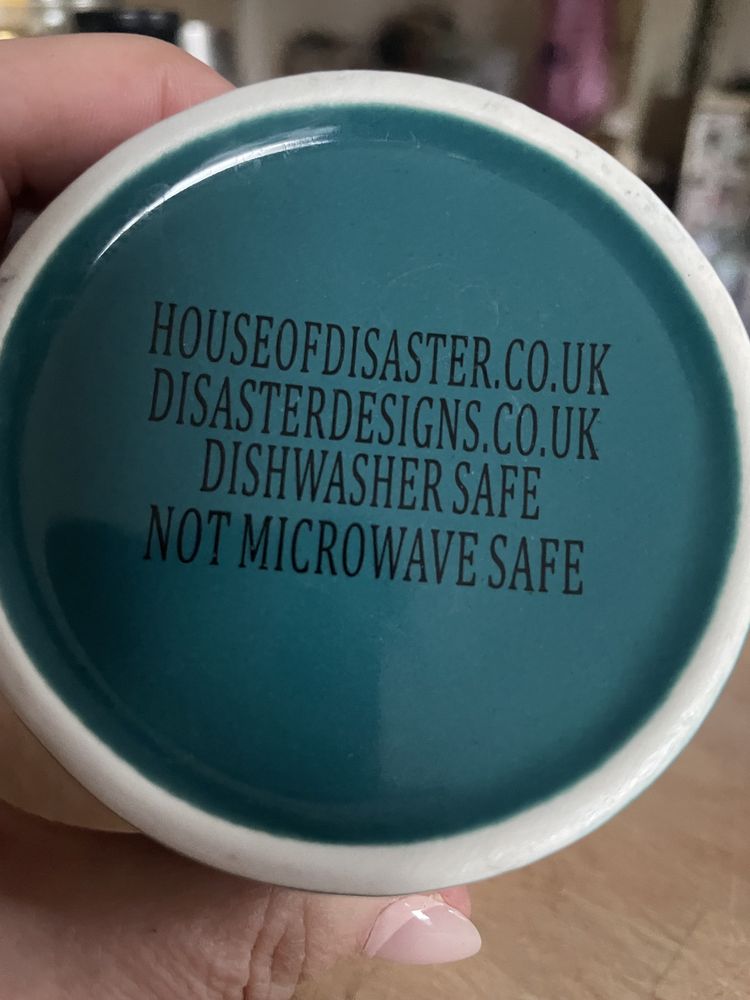 HOUSEOFDISASTER.CO.UK
DISASTERDESIGNS.CO.UK
DISHWASHER SAFE
NOT MICROWAVE SAFE